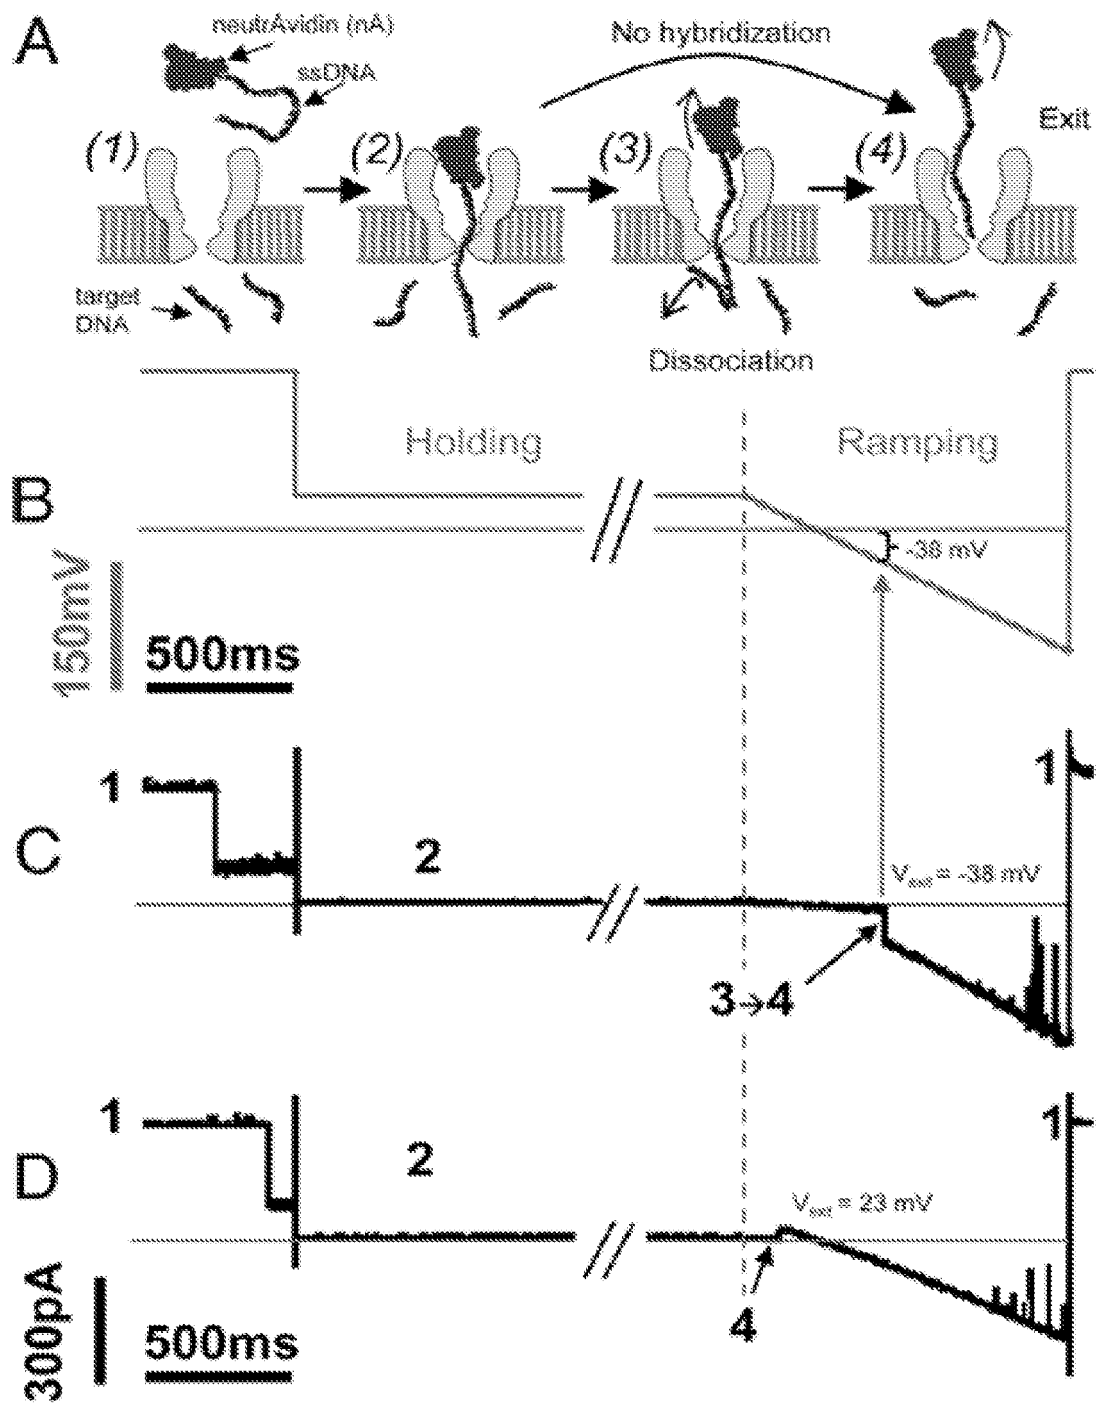 A
neutrAvidin (nA)
ssDNA
No hybridization
Exit
(1)
(2)
(3)
(4)
target
DNA
Dissociation
Holding
Ramping
B
-38 mV
150mV
500ms
1
1
C
2
Vexit = -38 mV
3→4
1
1
D
2
Vexit = 23 mV
4
300pA
500ms